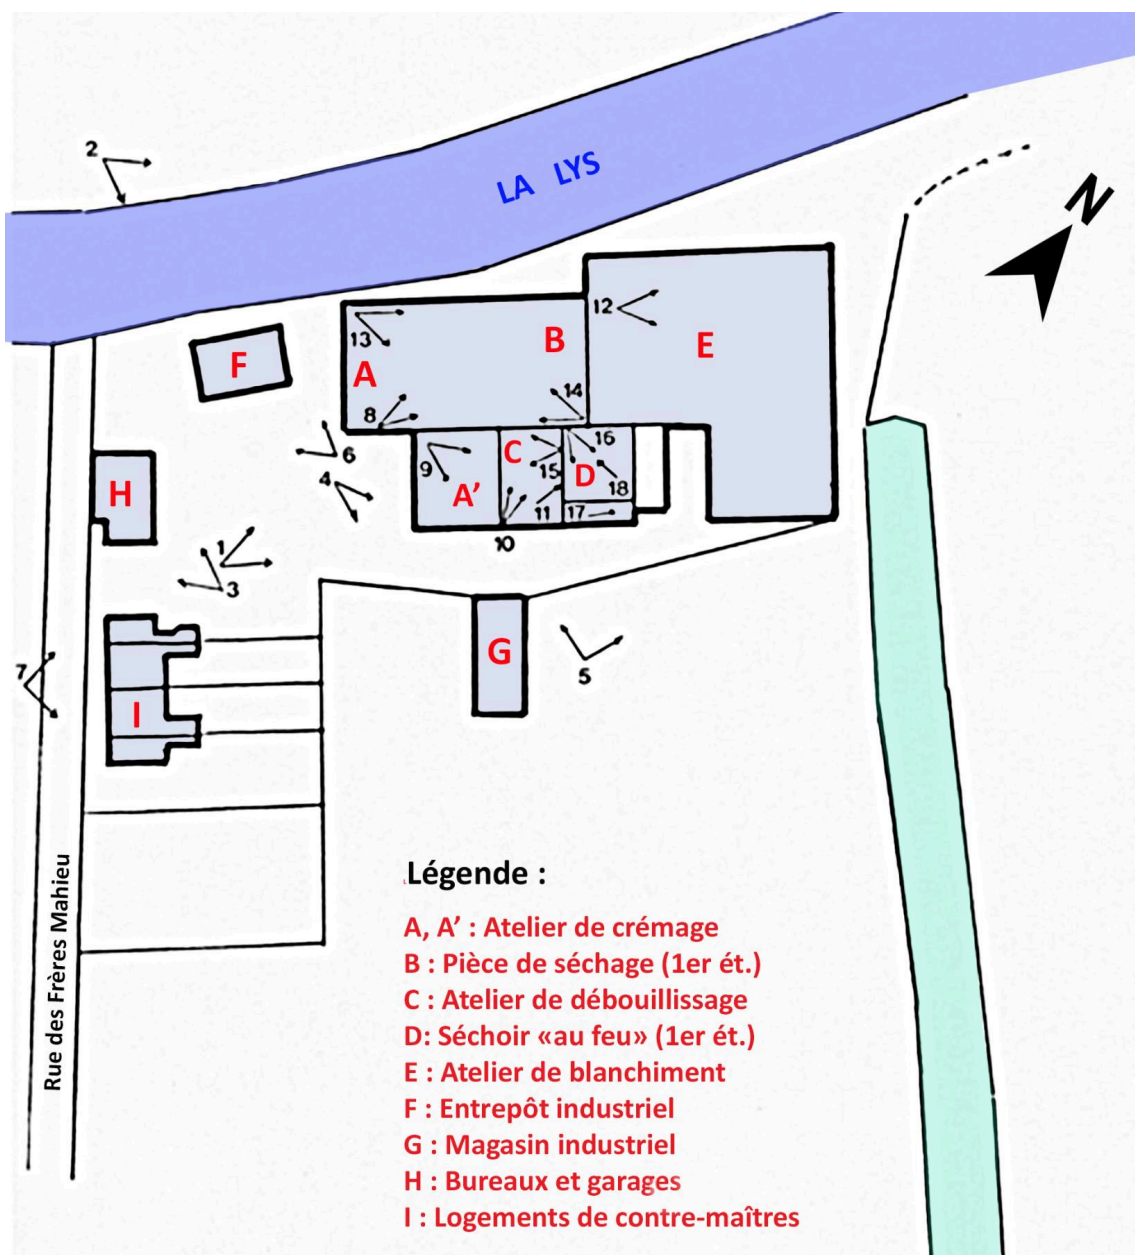 2
LA LYS
N
12
13
B
E
F
A
14
8
6
C
16
9
4
A’
15
D
18
H
11
17
10
1
3
G
7
5
I
Légende :
A, A’ : Atelier de crémage
B : Pièce de séchage (1er ét.)
C : Atelier de débouillissage
D: Séchoir «au feu» (1er ét.)
E : Atelier de blanchiment
F : Entrepôt industriel
G : Magasin industriel
H : Bureaux et garages
I : Logements de contre-maîtres
Rue des Frères Mahieu